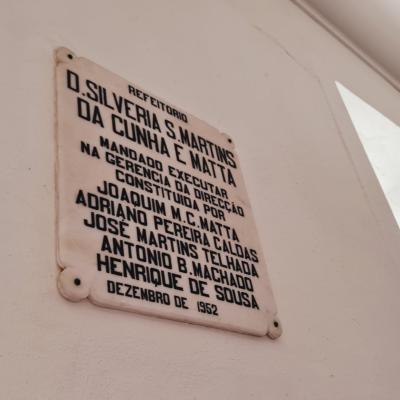 REFEITORIO
D. SILVERIA S. MARTINS
DA CUNHA E MATTA
MANDADO EXECUTAR
NA GERENCIA DA DIRECÇÃO
CONSTITUIDA POR
JOAQUIM M. C. MATTA
ADRIANO PEREIRA CALDAS
JOSÉ MARTINS TELHADA
ANTONIO B. MACHADO
HENRIQUE DE SOUSA
DEZEMBRO DE 1952